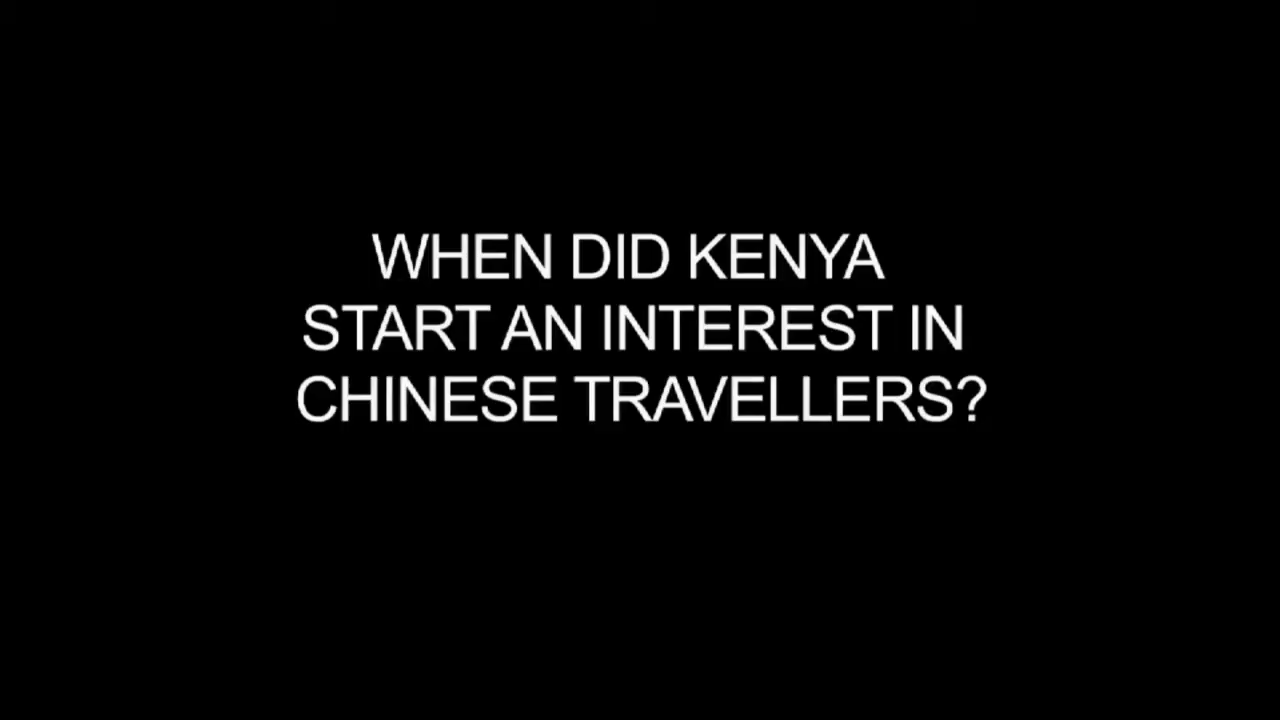 WHEN DID KENYA
START AN INTEREST IN
CHINESE TRAVELLERS?